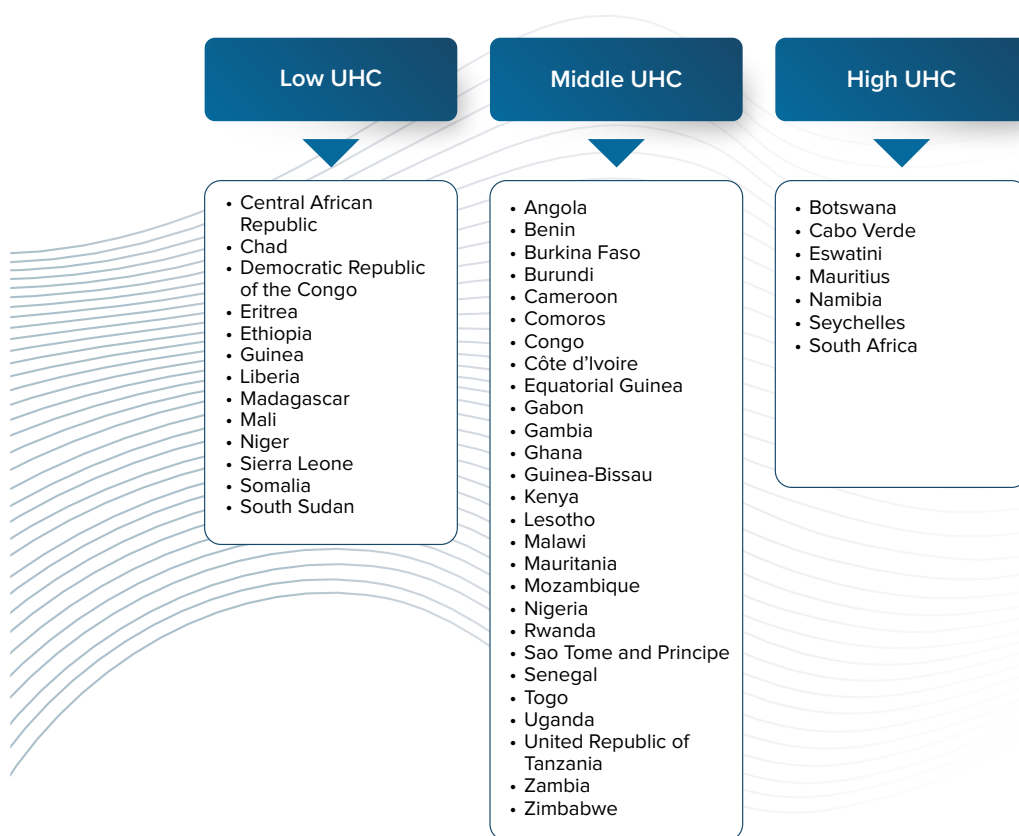 Low UHC
• Central African
Republic
• Chad
• Democratic Republic
of the Congo
• Eritrea
• Ethiopia
• Guinea
• Liberia
• Madagascar
• Mali
• Niger
• Sierra Leone
• Somalia
• South Sudan
Middle UHC
• Angola
• Benin
• Burkina Faso
• Burundi
• Cameroon
• Comoros
• Congo
• Côte d’Ivoire
• Equatorial Guinea
• Gabon
• Gambia
• Ghana
• Guinea-Bissau
• Kenya
• Lesotho
• Malawi
• Mauritania
• Mozambique
• Nigeria
• Rwanda
• Sao Tome and Principe
• Senegal
• Togo
• Uganda
• United Republic of
Tanzania
• Zambia
• Zimbabwe
High UHC
• Botswana
• Cabo Verde
• Eswatini
• Mauritius
• Namibia
• Seychelles
• South Africa